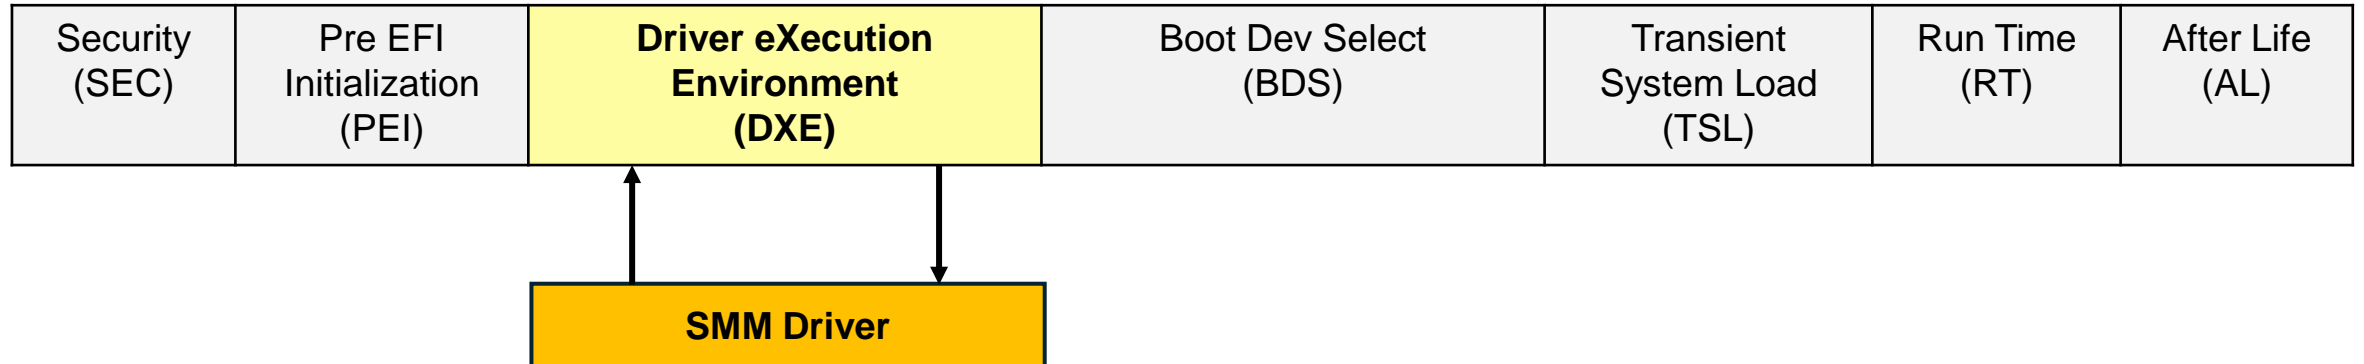 Security
(SEC)
Pre EFI
Initialization
(PEI)
Driver eXecution
Environment
(DXE)
Boot Dev Select
(BDS)
Transient
System Load
(TSL)
Run Time
(RT)
After Life
(AL)
SMM Driver